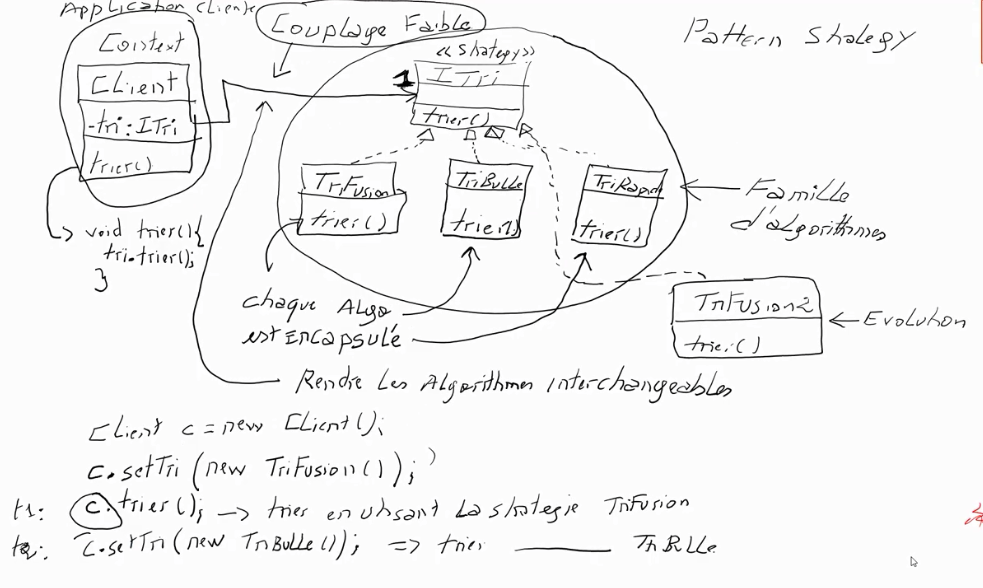 Application cliente
Couplage Faible
Pattern Strategy
Context
Client
-tri: ITri
trier()
<<Strategy>>
1
ITri
trier()
TriFusion
trier()
TriBulle
trier()
TriRapide
trier()
Famille
d'algorithmes
void trier(){
tri.trier();
}
Chaque Algo
est Encapsulé
TriFusion2
trier()
Evolution
Rendre Les Algorithmes Interchangeables
Client c = new Client();
c.setTri(new TriFusion());
t1: c.trier(); -> trier en utisant La strategie TriFusion
t2: c.setTri(new TriBulle()); => trier ——— TriBulle